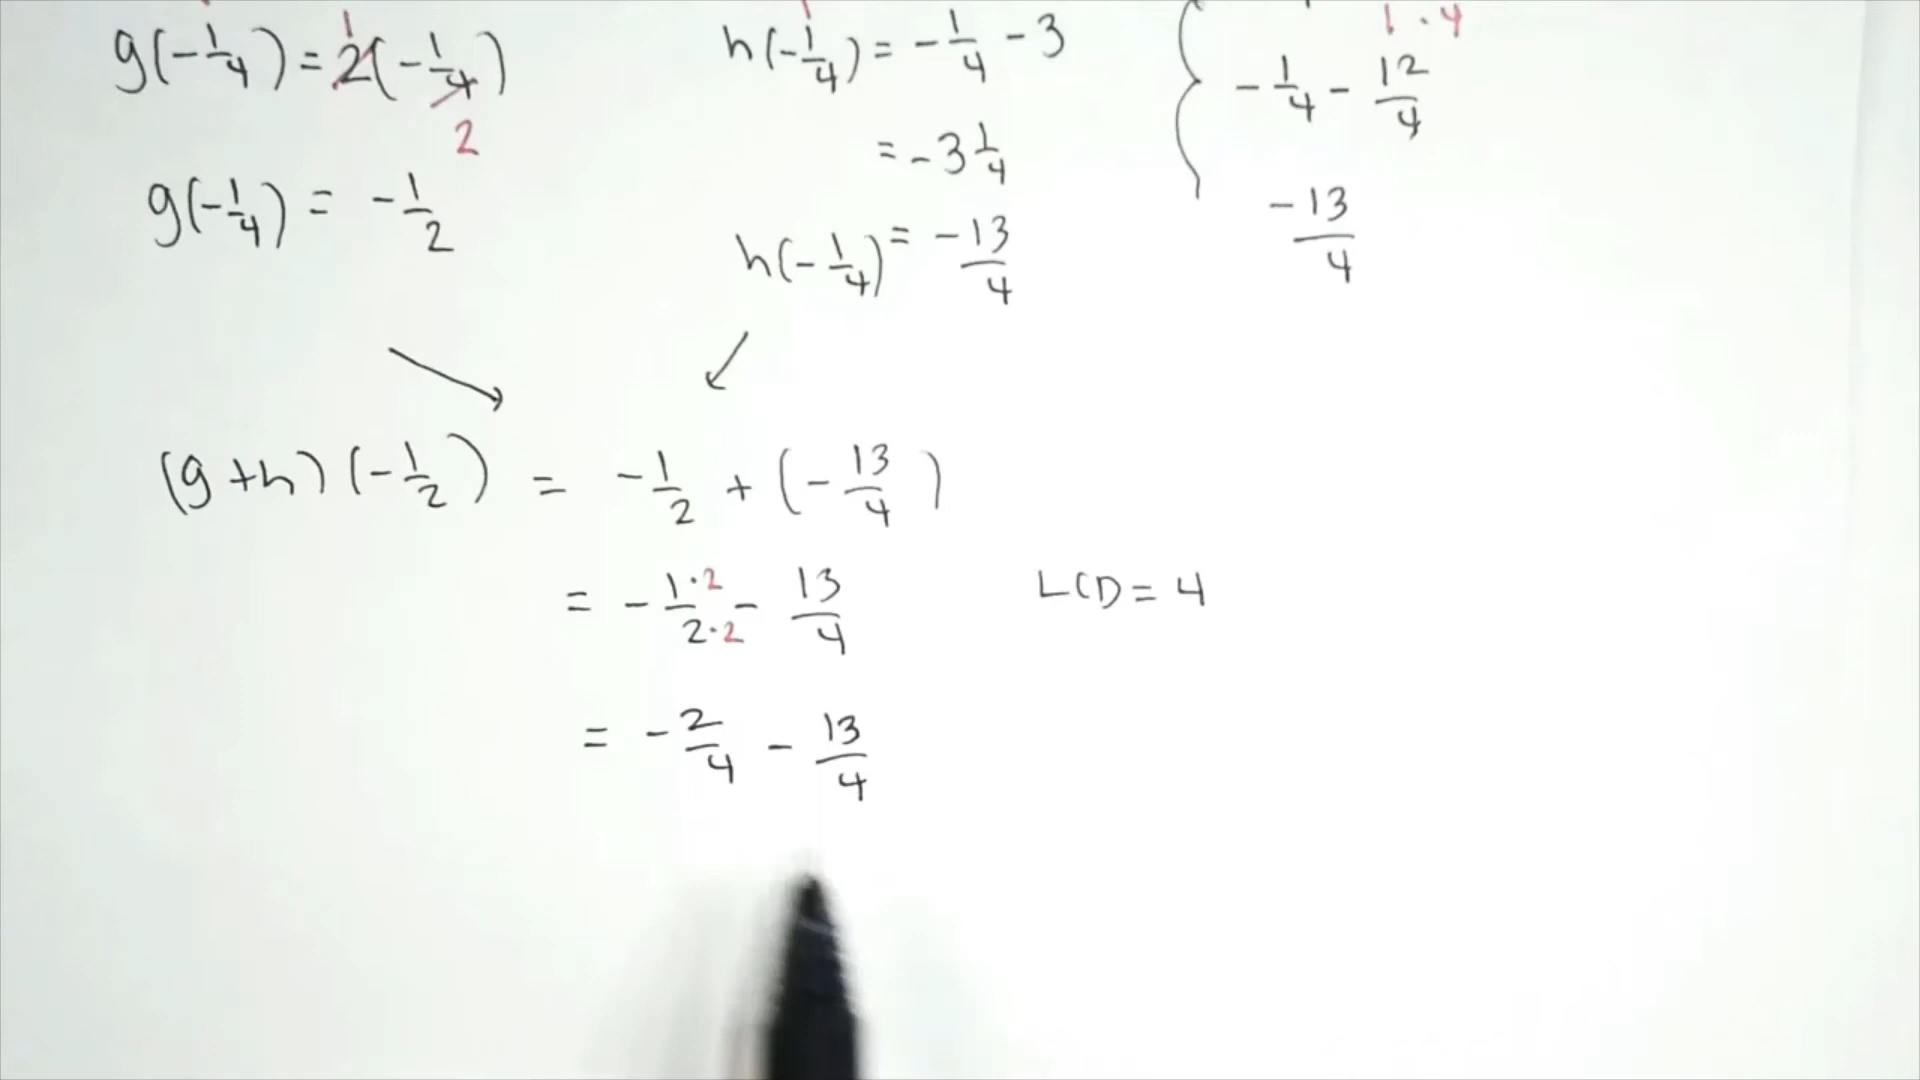 g(-1/4) = 2(-1/4)
1
2
g(-1/4) = -1/2
h(-1/4) = -1/4 - 3
= -3 1/4
h(-1/4) = -13/4
1 · 4
-1/4 - 12/4
-13/4
(g+h)(-1/2) = -1/2 + (-13/4)
= - 1·2/2·2 - 13/4
LCD = 4
= -2/4 - 13/4